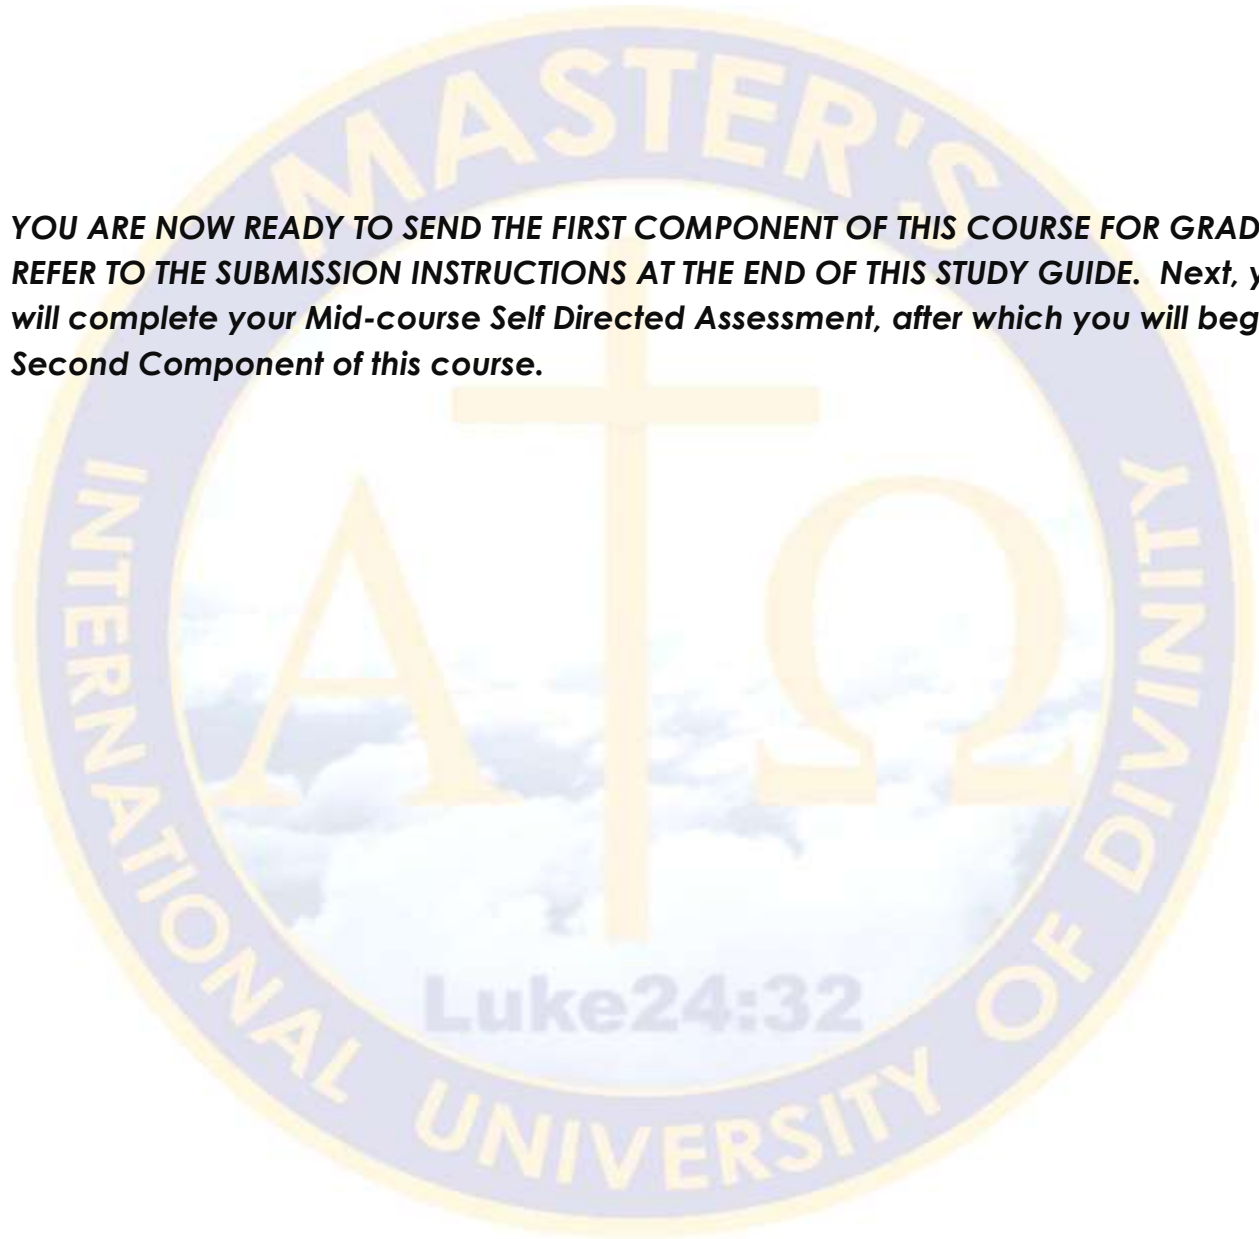 YOU ARE NOW READY TO SEND THE FIRST COMPONENT OF THIS COURSE FOR GRAD
REFER TO THE SUBMISSION INSTRUCTIONS AT THE END OF THIS STUDY GUIDE.  Next, y
will complete your Mid-course Self Directed Assessment, after which you will beg
Second Component of this course.
MASTER'S
INTERNATIONAL UNIVERSITY OF DIVINITY
Α Ω
Luke24:32